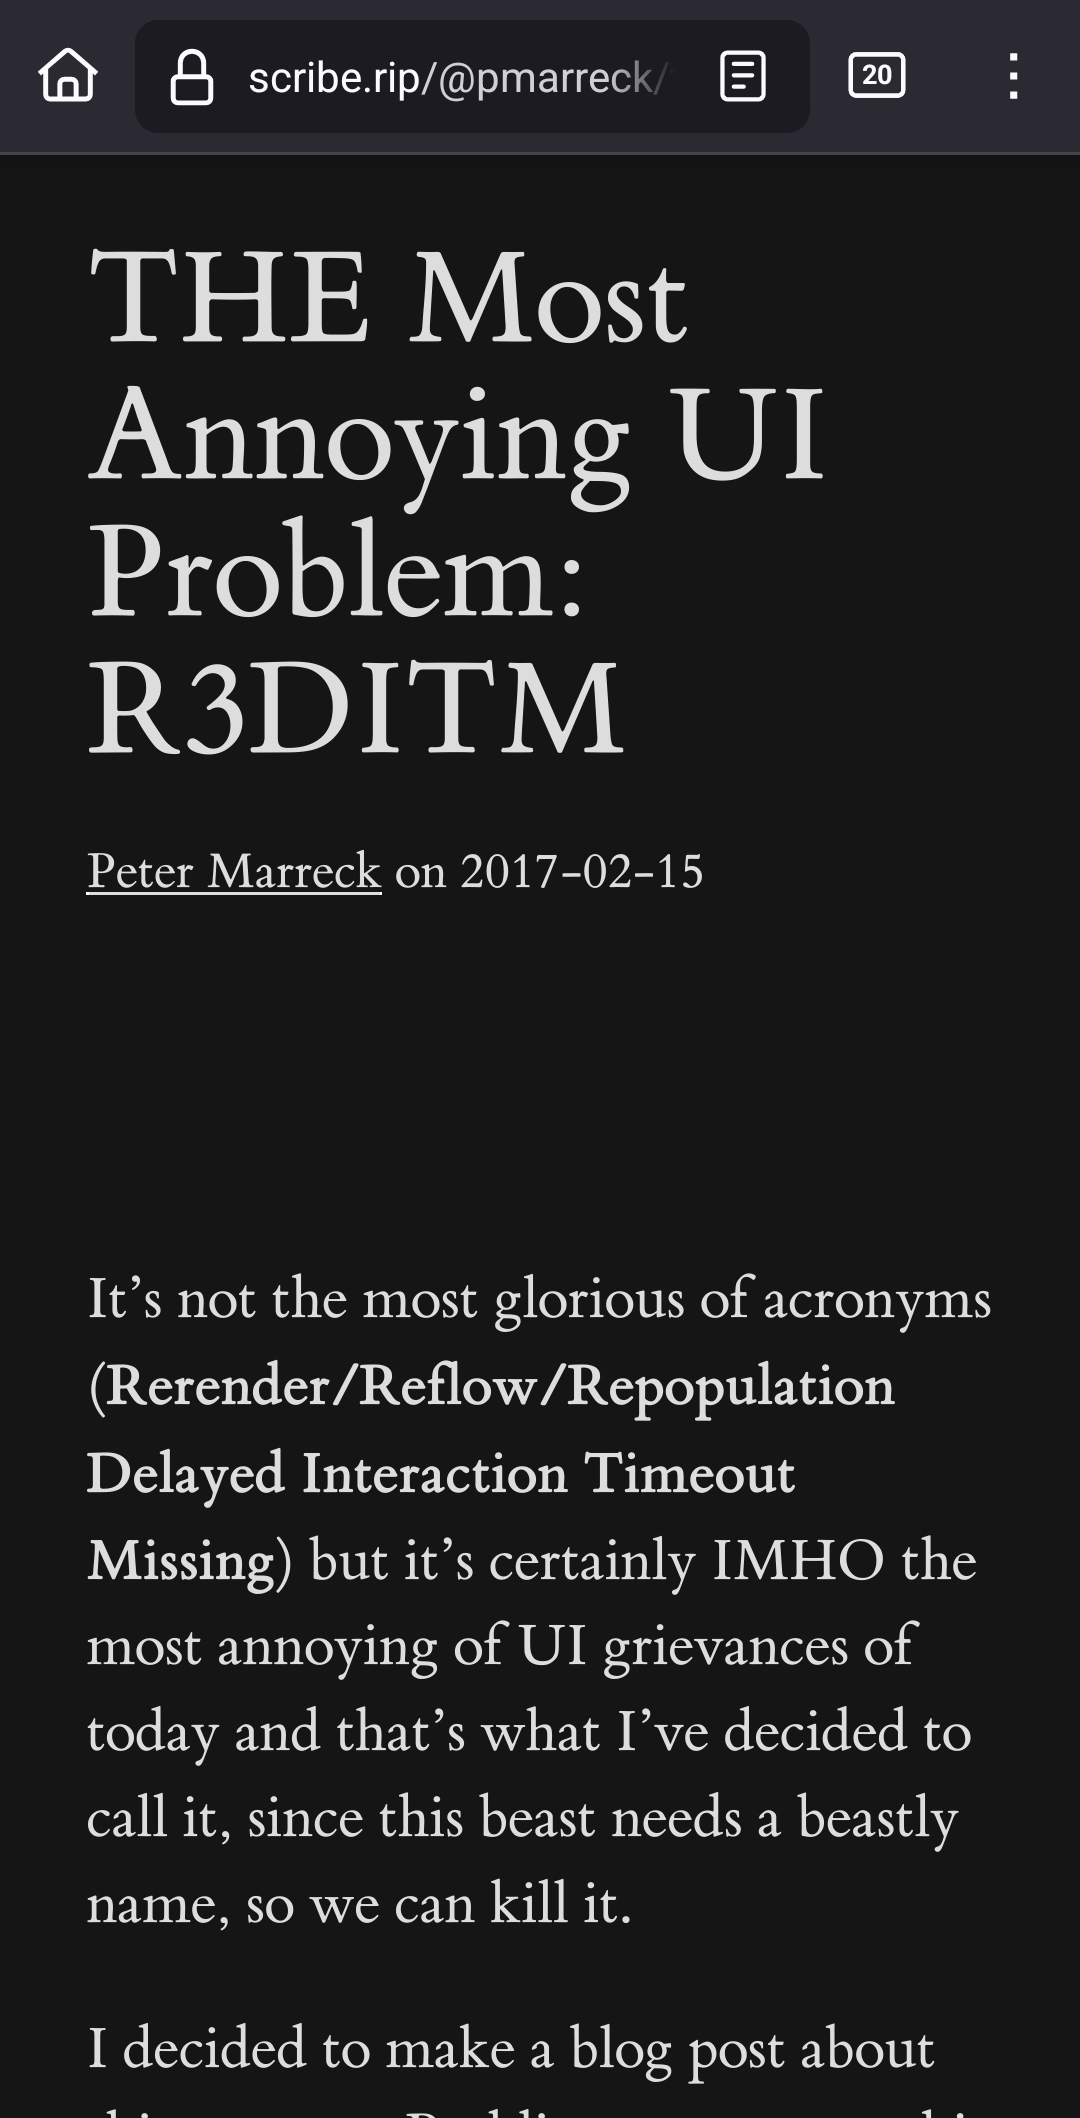 scribe.rip/@pmarreck/
20
THE Most
Annoying UI
Problem:
R3DITM
Peter Marreck on 2017-02-15
It’s not the most glorious of acronyms
(Rerender/Reflow/Repopulation
Delayed Interaction Timeout
Missing) but it’s certainly IMHO the
most annoying of UI grievances of
today and that’s what I’ve decided to
call it, since this beast needs a beastly
name, so we can kill it.
I decided to make a blog post about